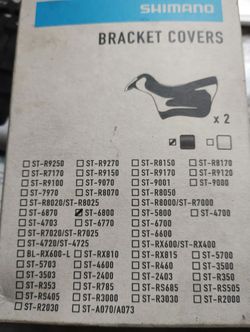 SHIMANO
BRACKET COVERS
x 2
ST-R9250 ST-R9270 ST-R8150 ST-R8170
ST-R7170 ST-R9150 ST-R9170 ST-R9120
ST-R9100 ST-9070 ST-9001 ST-9000
ST-7970 ST-R8070 ST-R8050
ST-R8020/ST-R8025 ST-R8000/ST-R7000
ST-6870 ST-6800 ST-5800 ST-4700
ST-4703 ST-6770 ST-6700
ST-R7020/ST-R7025 ST-6600
ST-4720/ST-4725 ST-RX600/ST-RX400
BL-RX600-L ST-RX810 ST-RX815 ST-5700
ST-5703 ST-4600 ST-R460 ST-3500
ST-3503 ST-2400 ST-2403
ST-R353 ST-R785 ST-RS685 ST-RS505
ST-RS405 ST-R3000 ST-R3030 ST-R2000
ST-R2030 ST-A070/A073